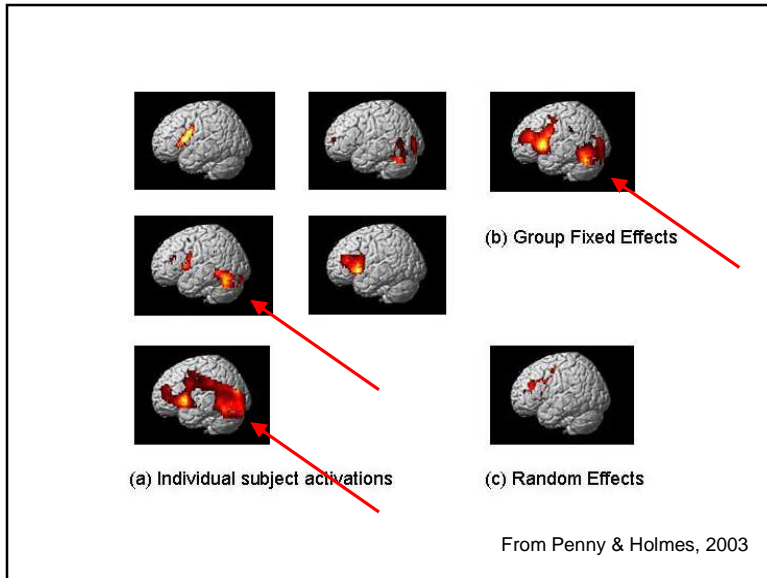 (b) Group Fixed Effects
(a) Individual subject activations
(c) Random Effects
From Penny & Holmes, 2003